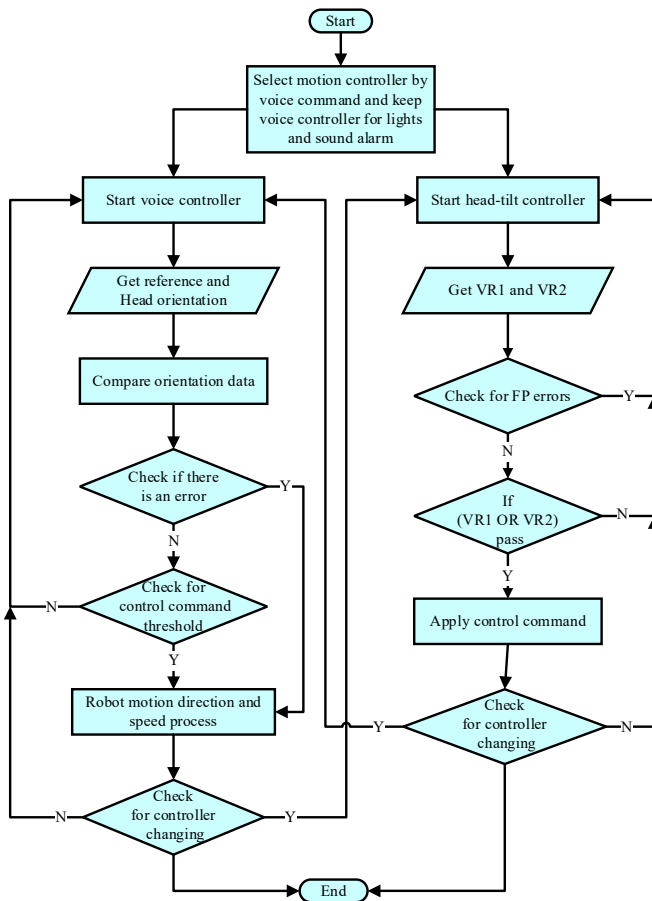 Start
Select motion controller by
voice command and keep
voice controller for lights
and sound alarm
Start voice controller
Start head-tilt controller
Get reference and
Head orientation
Get VR1 and VR2
Compare orientation data
Check for FP errors
Y
N
Check if there
is an error
Y
N
If
(VR1 OR VR2)
pass
N
Y
Check for
control command
threshold
N
Y
Apply control command
Robot motion direction and
speed process
Check
for controller
changing
Y
N
Check
for controller
changing
N
Y
End